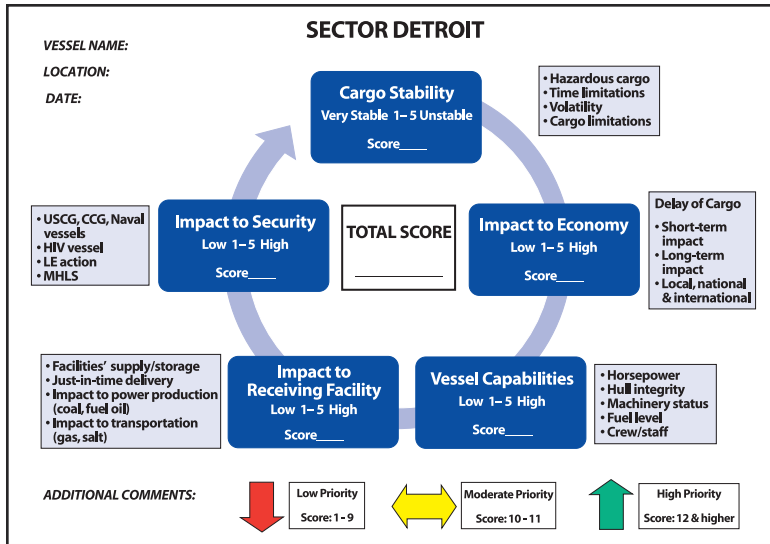 SECTOR DETROIT
VESSEL NAME:
LOCATION:
DATE:
Cargo Stability
Very Stable 1–5 Unstable
Score____
• Hazardous cargo
• Time limitations
• Volatility
• Cargo limitations
Impact to Economy
Low 1–5 High
Score____
Delay of Cargo
• Short-term
impact
• Long-term
impact
• Local, national
& international
Vessel Capabilities
Low 1–5 High
Score____
• Horsepower
• Hull integrity
• Machinery status
• Fuel level
• Crew/staff
Impact to
Receiving Facility
Low 1–5 High
Score____
• Facilities' supply/storage
• Just-in-time delivery
• Impact to power production
(coal, fuel oil)
• Impact to transportation
(gas, salt)
Impact to Security
Low 1–5 High
Score____
• USCG, CCG, Naval
vessels
• HIV vessel
• LE action
• MHLS
TOTAL SCORE
__________
ADDITIONAL COMMENTS:
Low Priority
Score: 1-9
Moderate Priority
Score: 10-11
High Priority
Score: 12 & higher